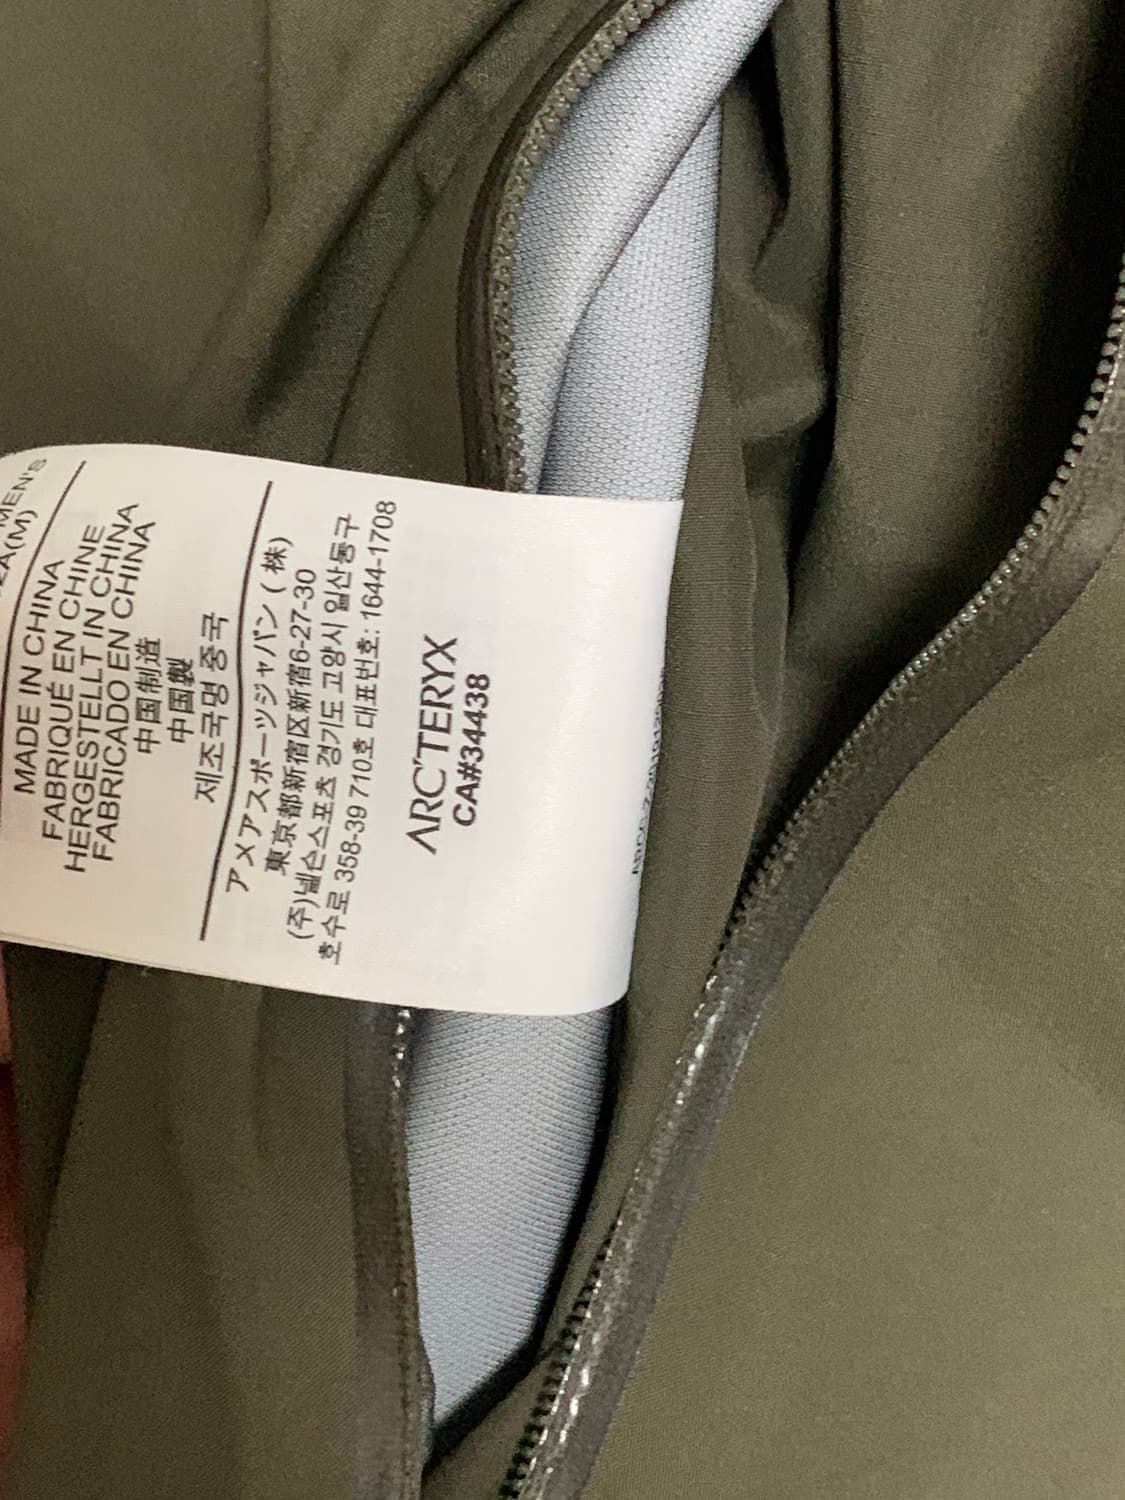 MEN'S
MADE IN CHINA
FABRIQUÉ EN CHINE
HERGESTELLT IN CHINA
FABRICADO EN CHINA
中国制造
中国製
제조국명 중국
アメアスポーツジャパン(株)
東京都新宿区新宿6-27-30
(주)넬슨스포츠 경기도 고양시 일산동구
호수로 358-39 710호 대표번호: 1644-1708
ARC'TERYX
CA#34438